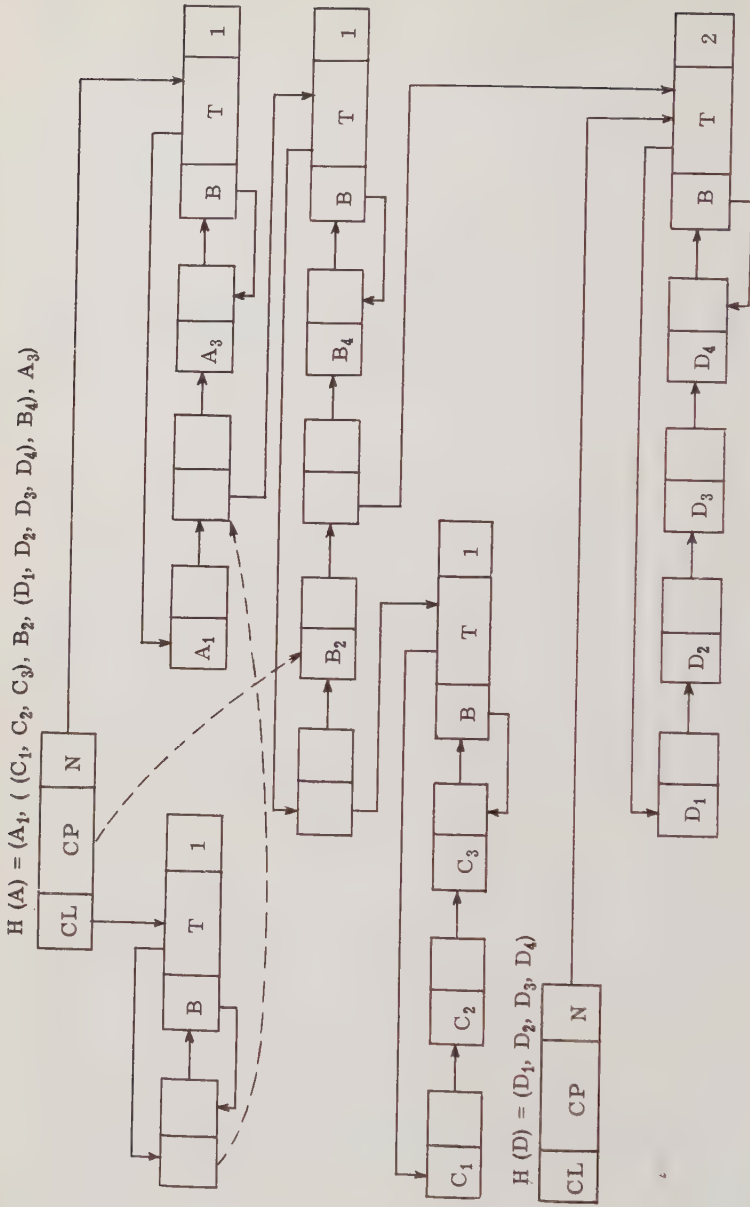 H (A) = (A₁, ( (C₁, C₂, C₃), B₂, (D₁, D₂, D₃, D₄), B₄), A₃)
CL CP N
B T 1
A₁ A₃ B T 1
B₂ B₄ B T 1
C₁ C₂ C₃ B T 1
H (D) = (D₁, D₂, D₃, D₄)
CL CP N
D₁ D₂ D₃ D₄ B T 2